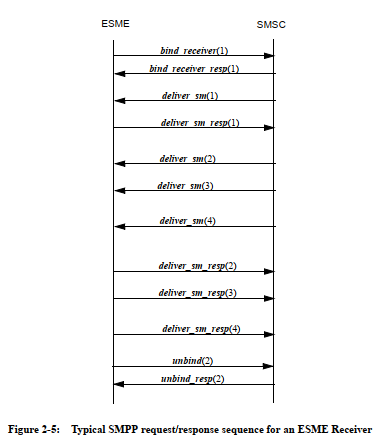 ESME SMSC
bind_receiver(1)
bind_receiver_resp(1)
deliver_sm(1)
deliver_sm_resp(1)
deliver_sm(2)
deliver_sm(3)
deliver_sm(4)
deliver_sm_resp(2)
deliver_sm_resp(3)
deliver_sm_resp(4)
unbind(2)
unbind_resp(2)
Figure 2-5: Typical SMPP request/response sequence for an ESME Receiver